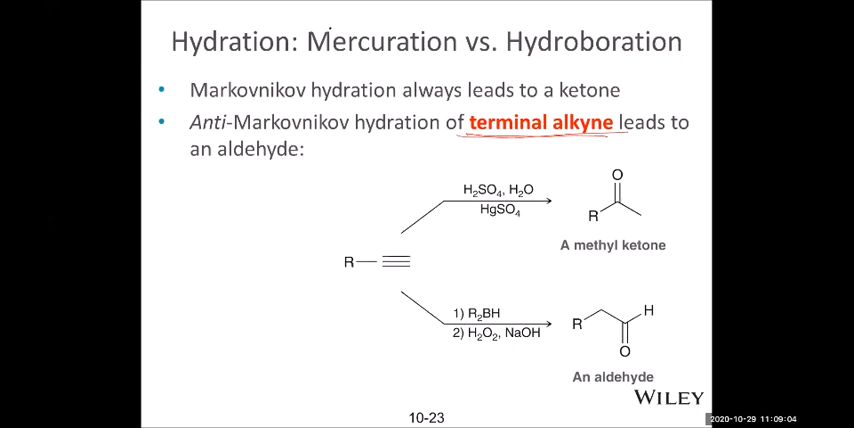 Hydration: Mercuration vs. Hydroboration
• Markovnikov hydration always leads to a ketone
• Anti-Markovnikov hydration of terminal alkyne leads to
an aldehyde:
H₂SO₄, H₂O
HgSO₄
O
R
A methyl ketone
R
1) R₂BH
2) H₂O₂, NaOH
R
H
O
An aldehyde
WILEY
10-23
2020-10-29 11:09:04